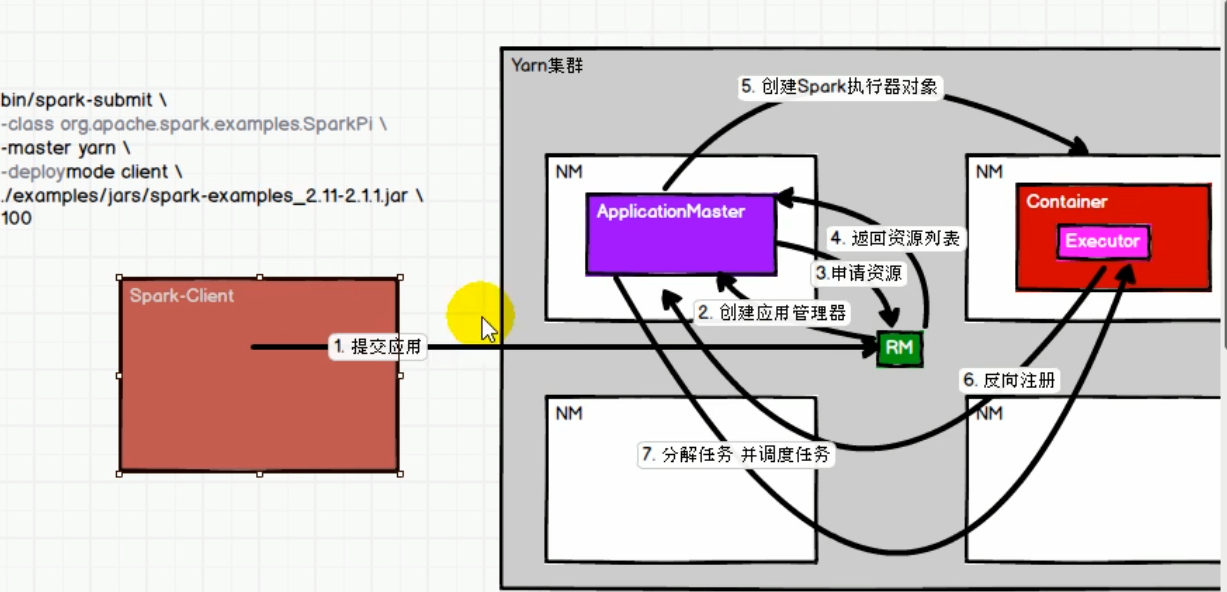 bin/spark-submit \
-class org.apache.spark.examples.SparkPi \
-master yarn \
-deploymode client \
./examples/jars/spark-examples_2.11-2.1.1.jar \
100
Spark-Client
1. 提交应用
Yarn集群
5. 创建Spark执行器对象
NM
ApplicationMaster
NM
Container
Executor
4. 返回资源列表
3.申请资源
2. 创建应用管理器
RM
6. 反向注册
NM
NM
7. 分解任务 并调度任务